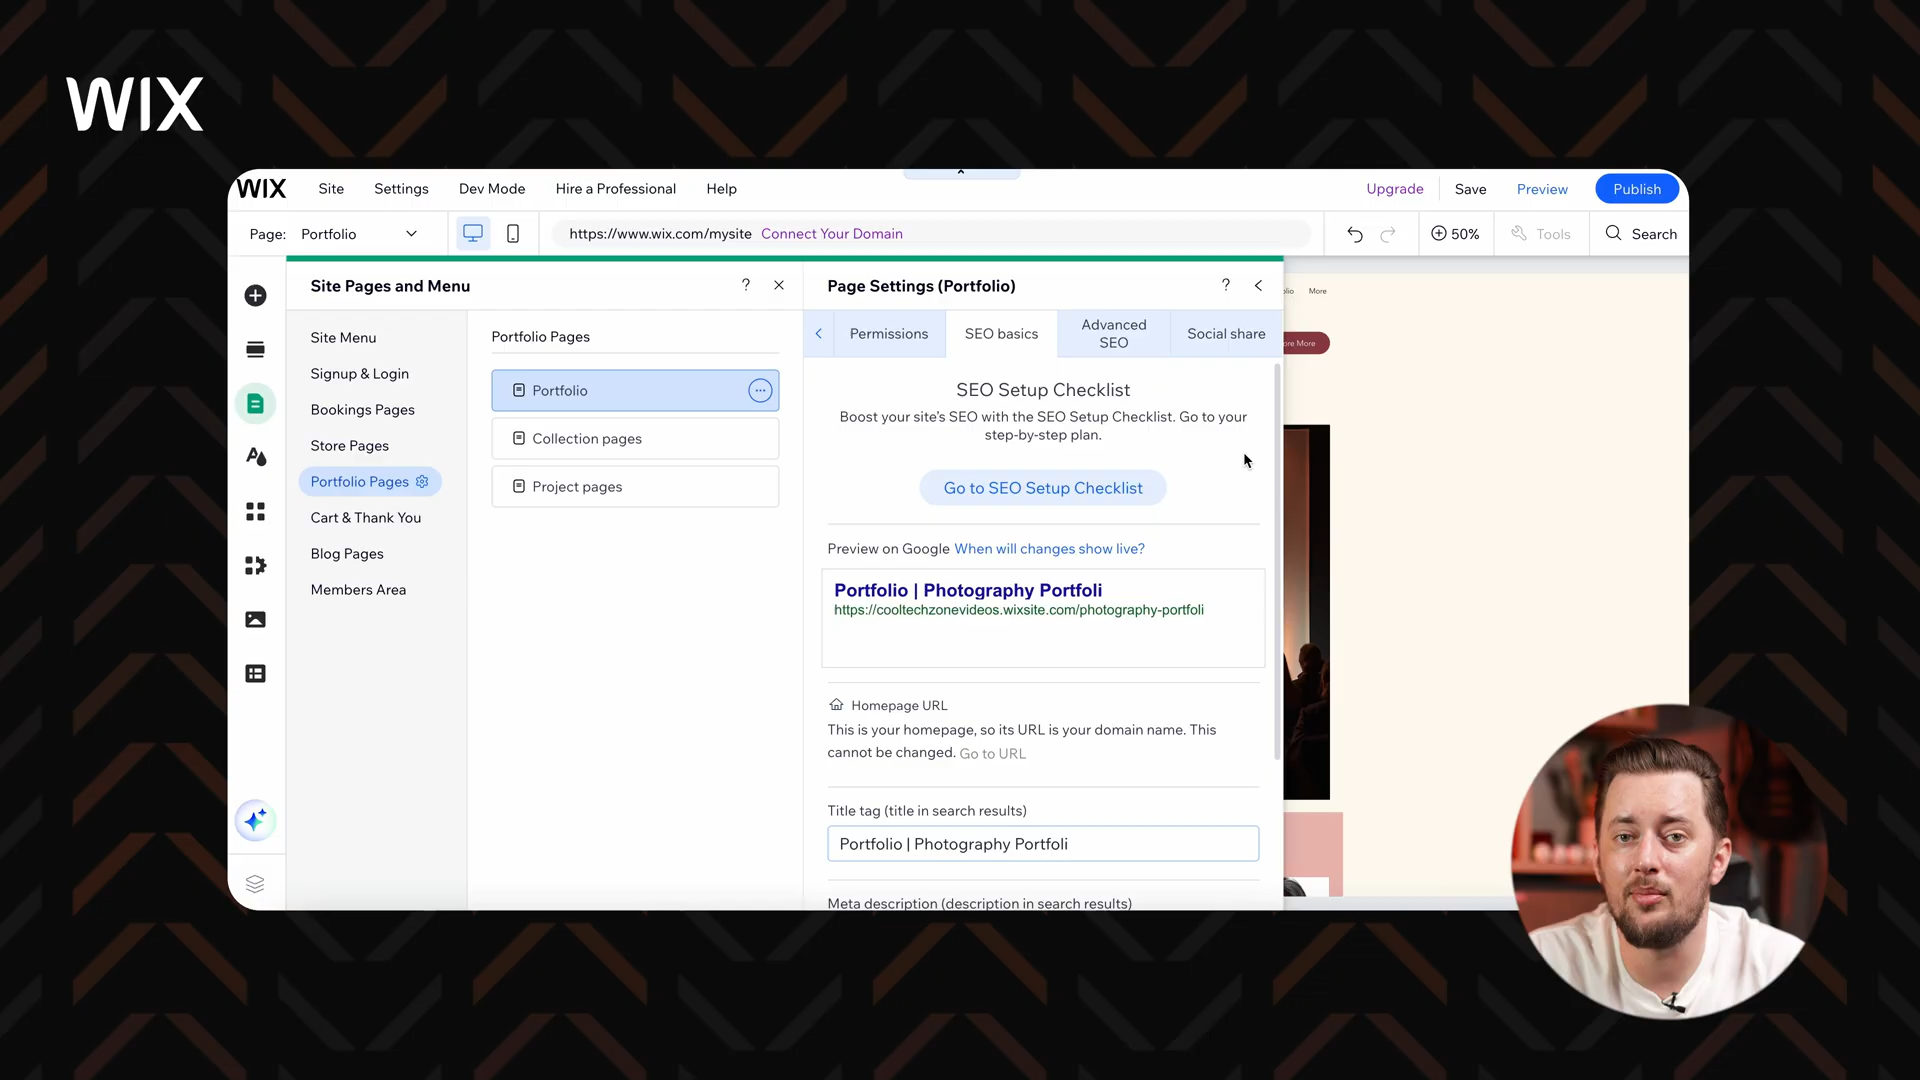 WIX
WIX Site Settings Dev Mode Hire a Professional Help Upgrade Save Preview Publish
Page: Portfolio https://www.wix.com/mysite Connect Your Domain 50% Tools Search
Site Pages and Menu ?
Site Menu
Signup & Login
Bookings Pages
Store Pages
Portfolio Pages
Cart & Thank You
Blog Pages
Members Area
Portfolio Pages
Portfolio
Collection pages
Project pages
Page Settings (Portfolio) ?
Permissions SEO basics Advanced SEO Social share
SEO Setup Checklist
Boost your site's SEO with the SEO Setup Checklist. Go to your
step-by-step plan.
Go to SEO Setup Checklist
Preview on Google When will changes show live?
Portfolio | Photography Portfoli
https://cooltechzonevideos.wixsite.com/photography-portfoli
Homepage URL
This is your homepage, so its URL is your domain name. This
cannot be changed. Go to URL
Title tag (title in search results)
Portfolio | Photography Portfoli
Meta description (description in search results)
More
More